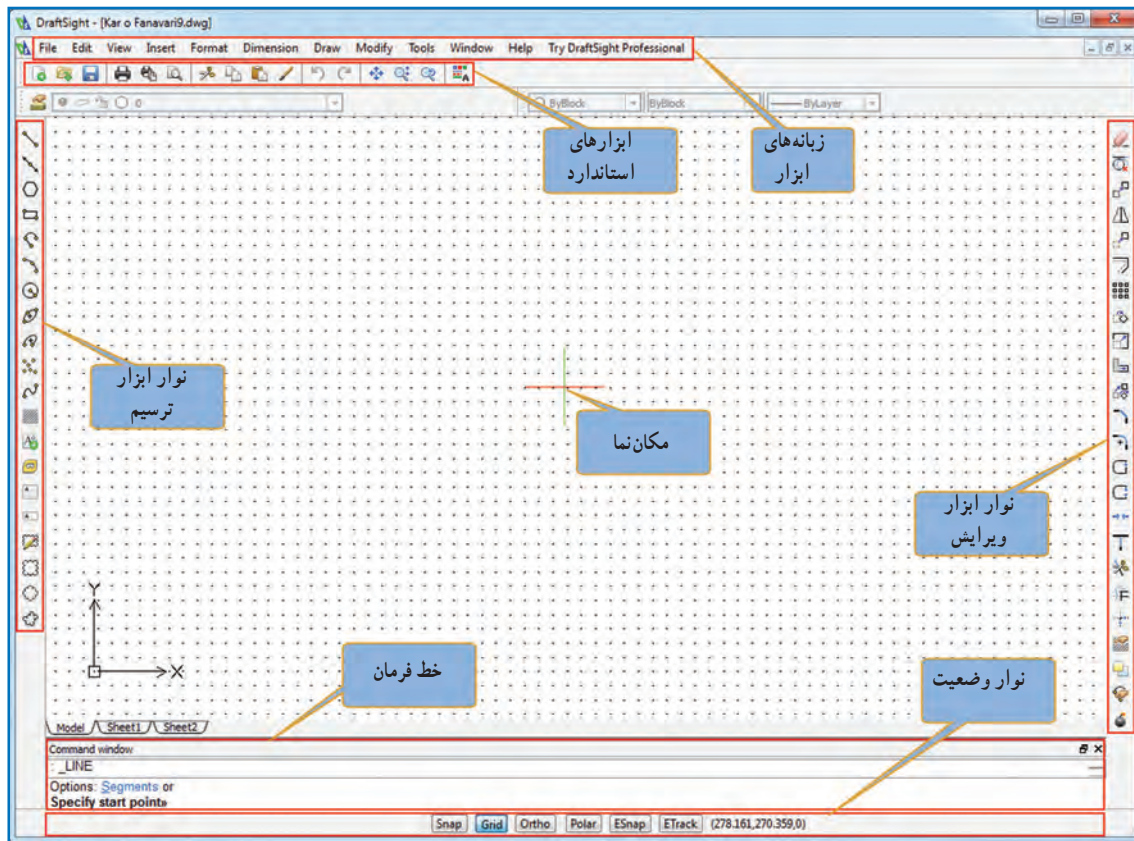 DraftSight - [Kar o Fanavari9.dwg]
File Edit View Insert Format Dimension Draw Modify Tools Window Help Try DraftSight Professional
0
ByBlock
ByBlock
ByLayer
ابزارهای
استاندارد
زبانه‌های
ابزار
نوار ابزار
ترسیم
مکان‌نما
نوار ابزار
ویرایش
Y
X
خط فرمان
نوار وضعیت
Model Sheet1 Sheet2
Command window
: _LINE
Options: Segments or
Specify start point»
Snap Grid Ortho Polar ESnap ETrack (278.161,270.359,0)